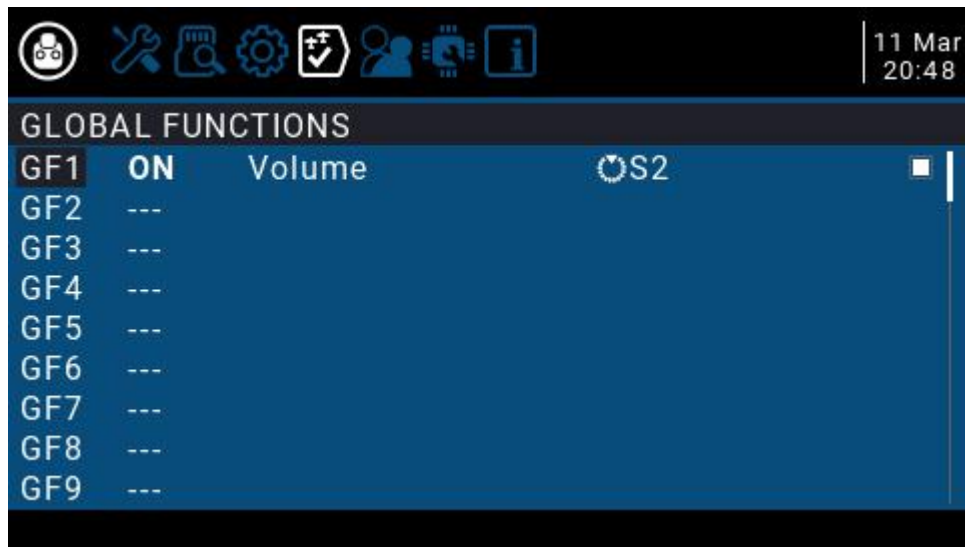 11 Mar
20:48
GLOBAL FUNCTIONS
GF1 ON Volume S2
GF2 ---
GF3 ---
GF4 ---
GF5 ---
GF6 ---
GF7 ---
GF8 ---
GF9 ---